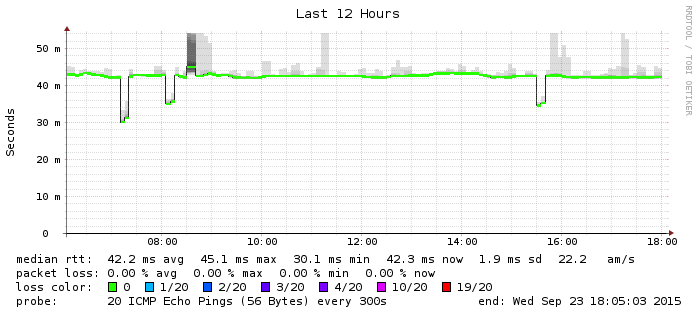 Last 12 Hours
RRDTOOL / TOBI OETIKER
Seconds
50 m
40 m
30 m
20 m
10 m
0
08:00 10:00 12:00 14:00 16:00 18:00
median rtt: 42.2 ms avg 45.1 ms max 30.1 ms min 42.3 ms now 1.9 ms sd 22.2 am/s
packet loss: 0.00 % avg 0.00 % max 0.00 % min 0.00 % now
loss color: 0 1/20 2/20 3/20 4/20 10/20 19/20
probe: 20 ICMP Echo Pings (56 Bytes) every 300s end: Wed Sep 23 18:05:03 2015